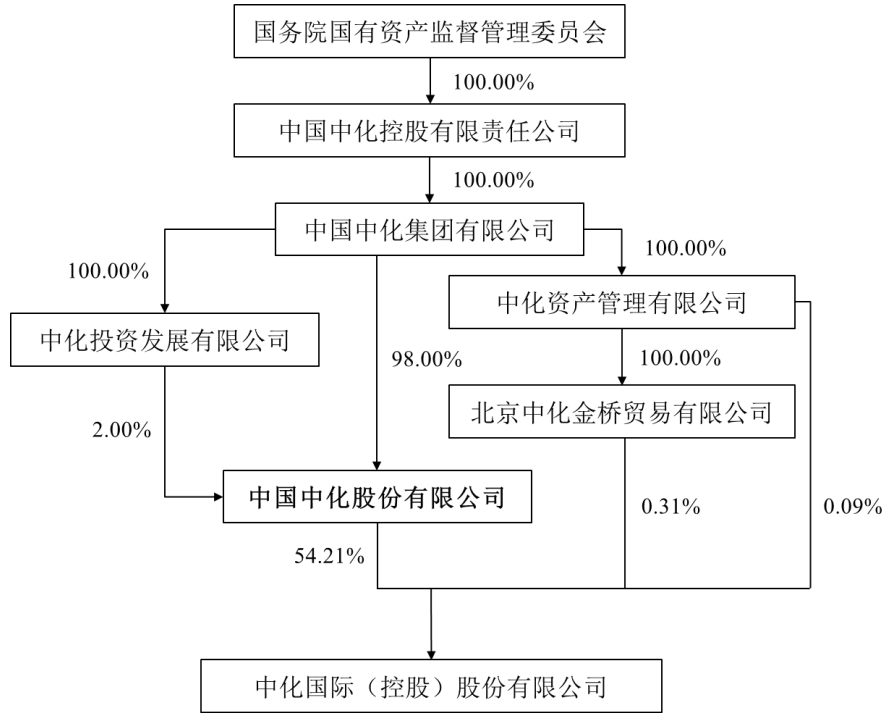 国务院国有资产监督管理委员会
100.00%
中国中化控股有限责任公司
100.00%
中国中化集团有限公司
100.00%
100.00%
中化资产管理有限公司
中化投资发展有限公司
98.00%
100.00%
北京中化金桥贸易有限公司
2.00%
中国中化股份有限公司
0.31%
0.09%
54.21%
中化国际（控股）股份有限公司